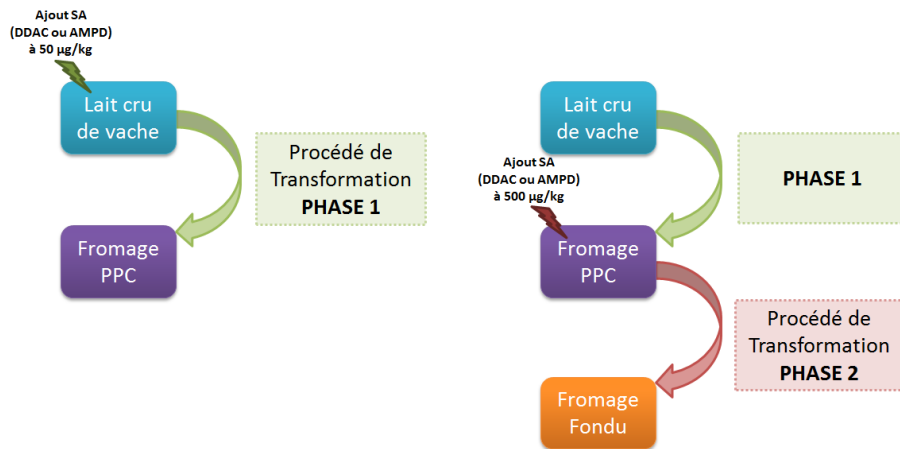 Ajout SA
(DDAC ou AMPD)
à 50 µg/kg
Lait cru
de vache
Procédé de
Transformation
PHASE 1
Fromage
PPC
Lait cru
de vache
PHASE 1
Ajout SA
(DDAC ou AMPD)
à 500 µg/kg
Fromage
PPC
Procédé de
Transformation
PHASE 2
Fromage
Fondu